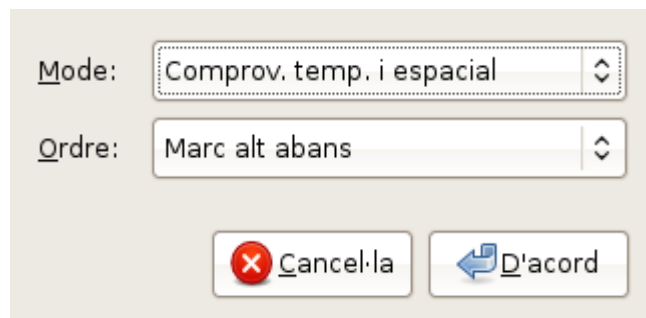 Mode: Comprov. temp. i espacial
Ordre: Marc alt abans
Cancel·la D'acord